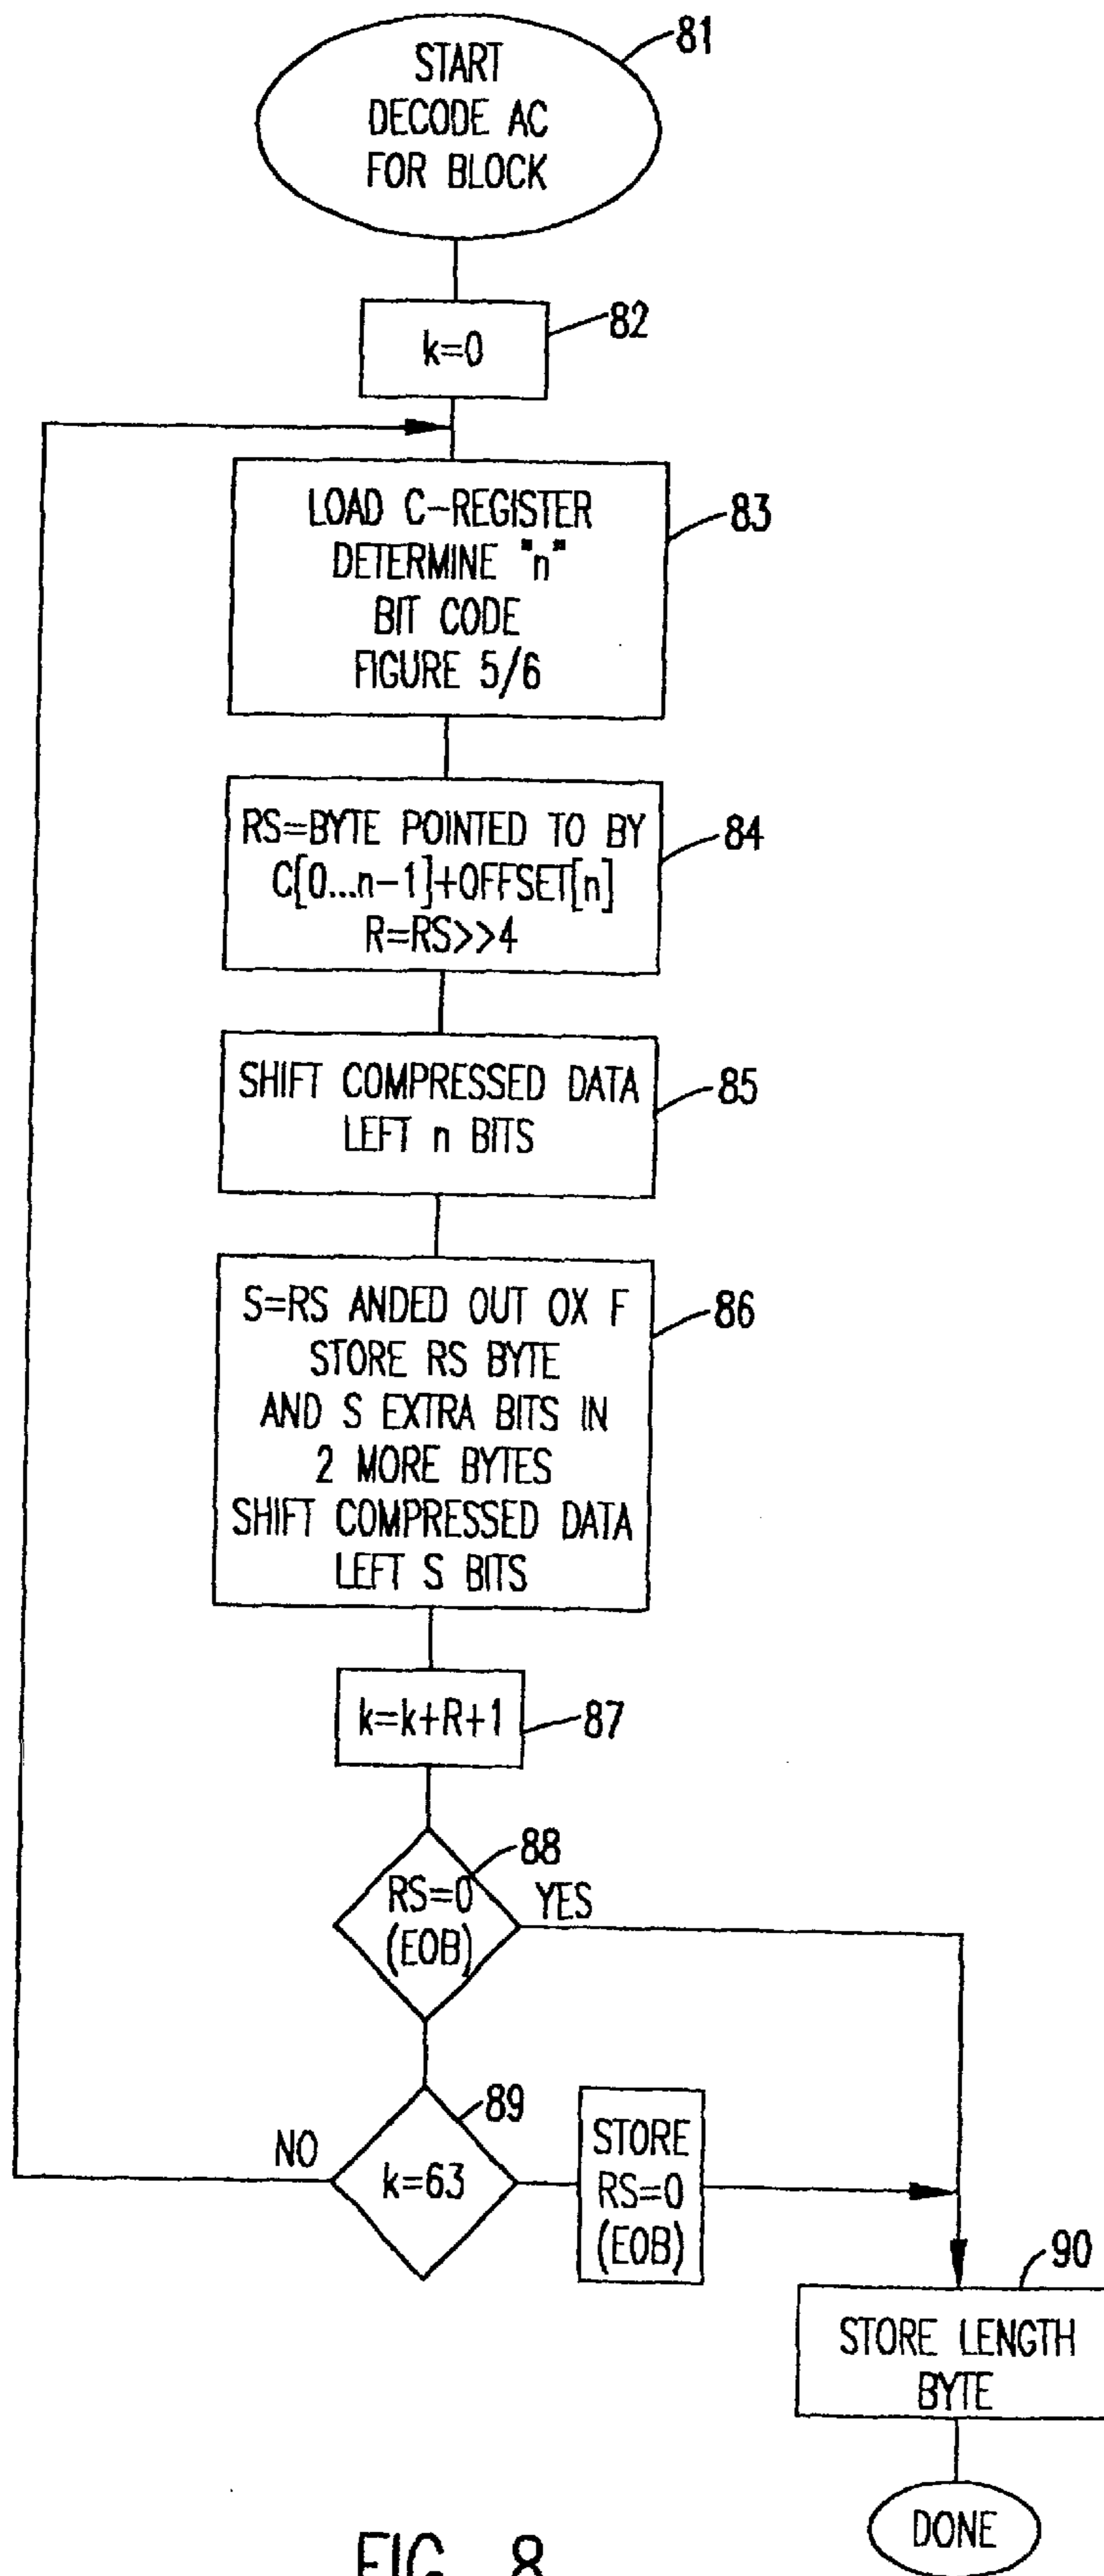 81
START
DECODE AC
FOR BLOCK
82
k=0
83
LOAD C-REGISTER
DETERMINE "n"
BIT CODE
FIGURE 5/6
84
RS=BYTE POINTED TO BY
C[0...n-1]+OFFSET[n]
R=RS>>4
85
SHIFT COMPRESSED DATA
LEFT n BITS
86
S=RS ANDED OUT OX F
STORE RS BYTE
AND S EXTRA BITS IN
2 MORE BYTES
SHIFT COMPRESSED DATA
LEFT S BITS
87
k=k+R+1
88
RS=0
(EOB)
YES
89
NO
k=63
STORE
RS=0
(EOB)
90
STORE LENGTH
BYTE
DONE
FIG. 8